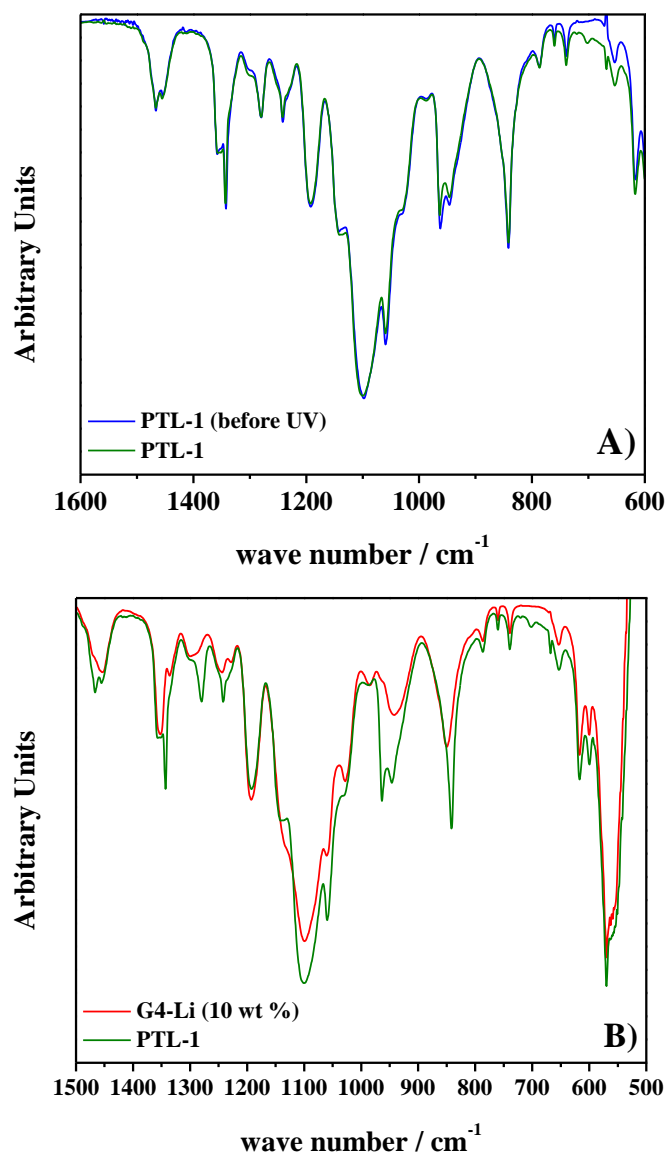 Arbitrary Units
PTL-1 (before UV)
PTL-1
A)
1600 1400 1200 1000 800 600
wave number / cm-1
Arbitrary Units
G4-Li (10 wt %)
PTL-1
B)
1500 1400 1300 1200 1100 1000 900 800 700 600 500
wave number / cm-1